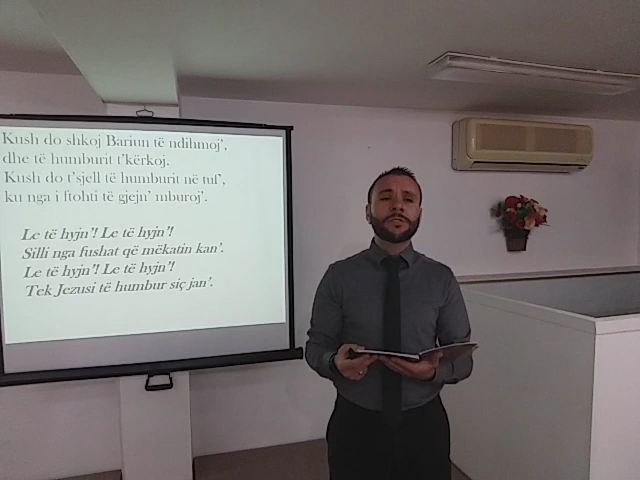 Kush do shkoj Bariun të ndihmoj',
dhe të humburit t'kërkoj.
Kush do t'sjell të humburit në tuf',
ku nga i ftohti të gjejn' mburoj'.
Le të hyjn'! Le të hyjn'!
Silli nga fushat që mëkatin kan'.
Le të hyjn'! Le të hyjn'!
Tek Jezusi të humbur siç jan'.